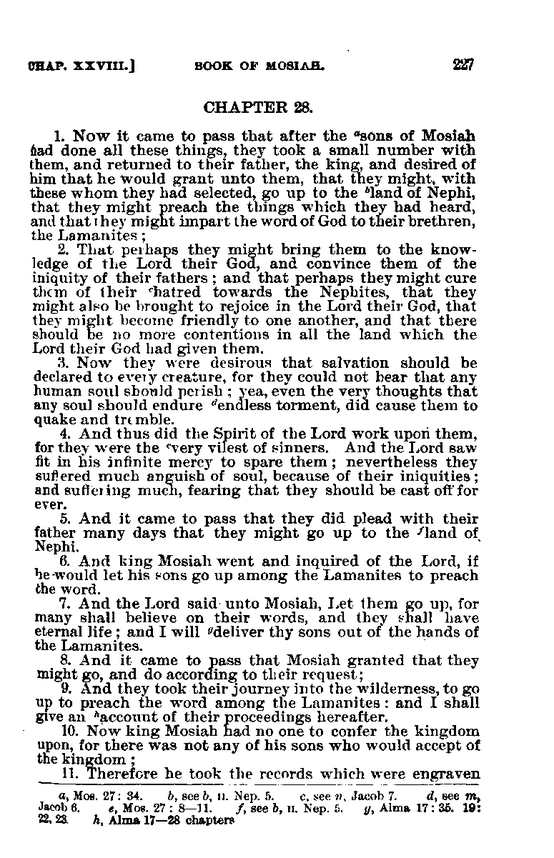 CHAP. XXVIII.] BOOK OF MOSIAH. 227
CHAPTER 28.
1. Now it came to pass that after the ᵃsons of Mosiah
had done all these things, they took a small number with
them, and returned to their father, the king, and desired of
him that he would grant unto them, that they might, with
these whom they had selected, go up to the ᵇland of Nephi,
that they might preach the things which they had heard,
and that they might impart the word of God to their brethren,
the Lamanites;
2. That perhaps they might bring them to the know-
ledge of the Lord their God, and convince them of the
iniquity of their fathers; and that perhaps they might cure
them of their ᶜhatred towards the Nephites, that they
might also be brought to rejoice in the Lord their God, that
they might become friendly to one another, and that there
should be no more contentions in all the land which the
Lord their God had given them.
3. Now they were desirous that salvation should be
declared to every creature, for they could not bear that any
human soul should perish; yea, even the very thoughts that
any soul should endure ᵈendless torment, did cause them to
quake and tremble.
4. And thus did the Spirit of the Lord work upon them,
for they were the ᵉvery vilest of sinners. And the Lord saw
fit in his infinite mercy to spare them; nevertheless they
suffered much anguish of soul, because of their iniquities;
and suffering much, fearing that they should be cast off for
ever.
5. And it came to pass that they did plead with their
father many days that they might go up to the ᶠland of
Nephi.
6. And king Mosiah went and inquired of the Lord, if
he would let his sons go up among the Lamanites to preach
the word.
7. And the Lord said unto Mosiah, Let them go up, for
many shall believe on their words, and they shall have
eternal life; and I will ᵍdeliver thy sons out of the hands of
the Lamanites.
8. And it came to pass that Mosiah granted that they
might go, and do according to their request;
9. And they took their journey into the wilderness, to go
up to preach the word among the Lamanites: and I shall
give an ʰaccount of their proceedings hereafter.
10. Now king Mosiah had no one to confer the kingdom
upon, for there was not any of his sons who would accept of
the kingdom;
11. Therefore he took the records which were engraven
a, Mos. 27: 34. b, see b, II. Nep. 5. c, see n, Jacob 7. d, see m,
Jacob 6. e, Mos. 27: 8—11. f, see b, II. Nep. 5. g, Alma 17: 35. 19:
22, 23. h, Alma 17—28 chapters